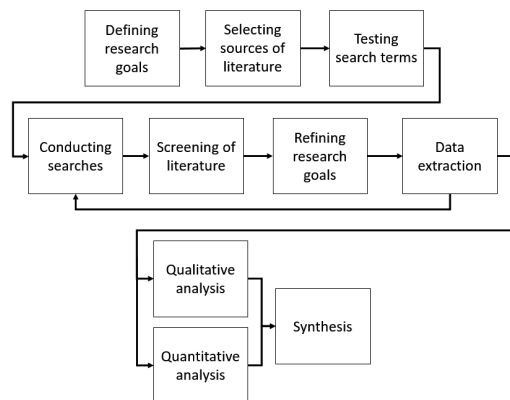 Defining
research
goals
Selecting
sources of
literature
Testing
search terms
Conducting
searches
Screening of
literature
Refining
research
goals
Data
extraction
Qualitative
analysis
Quantitative
analysis
Synthesis